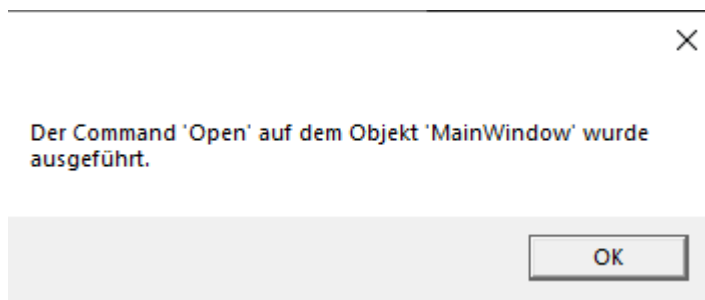 Der Command 'Open' auf dem Objekt 'MainWindow' wurde
ausgeführt.
OK